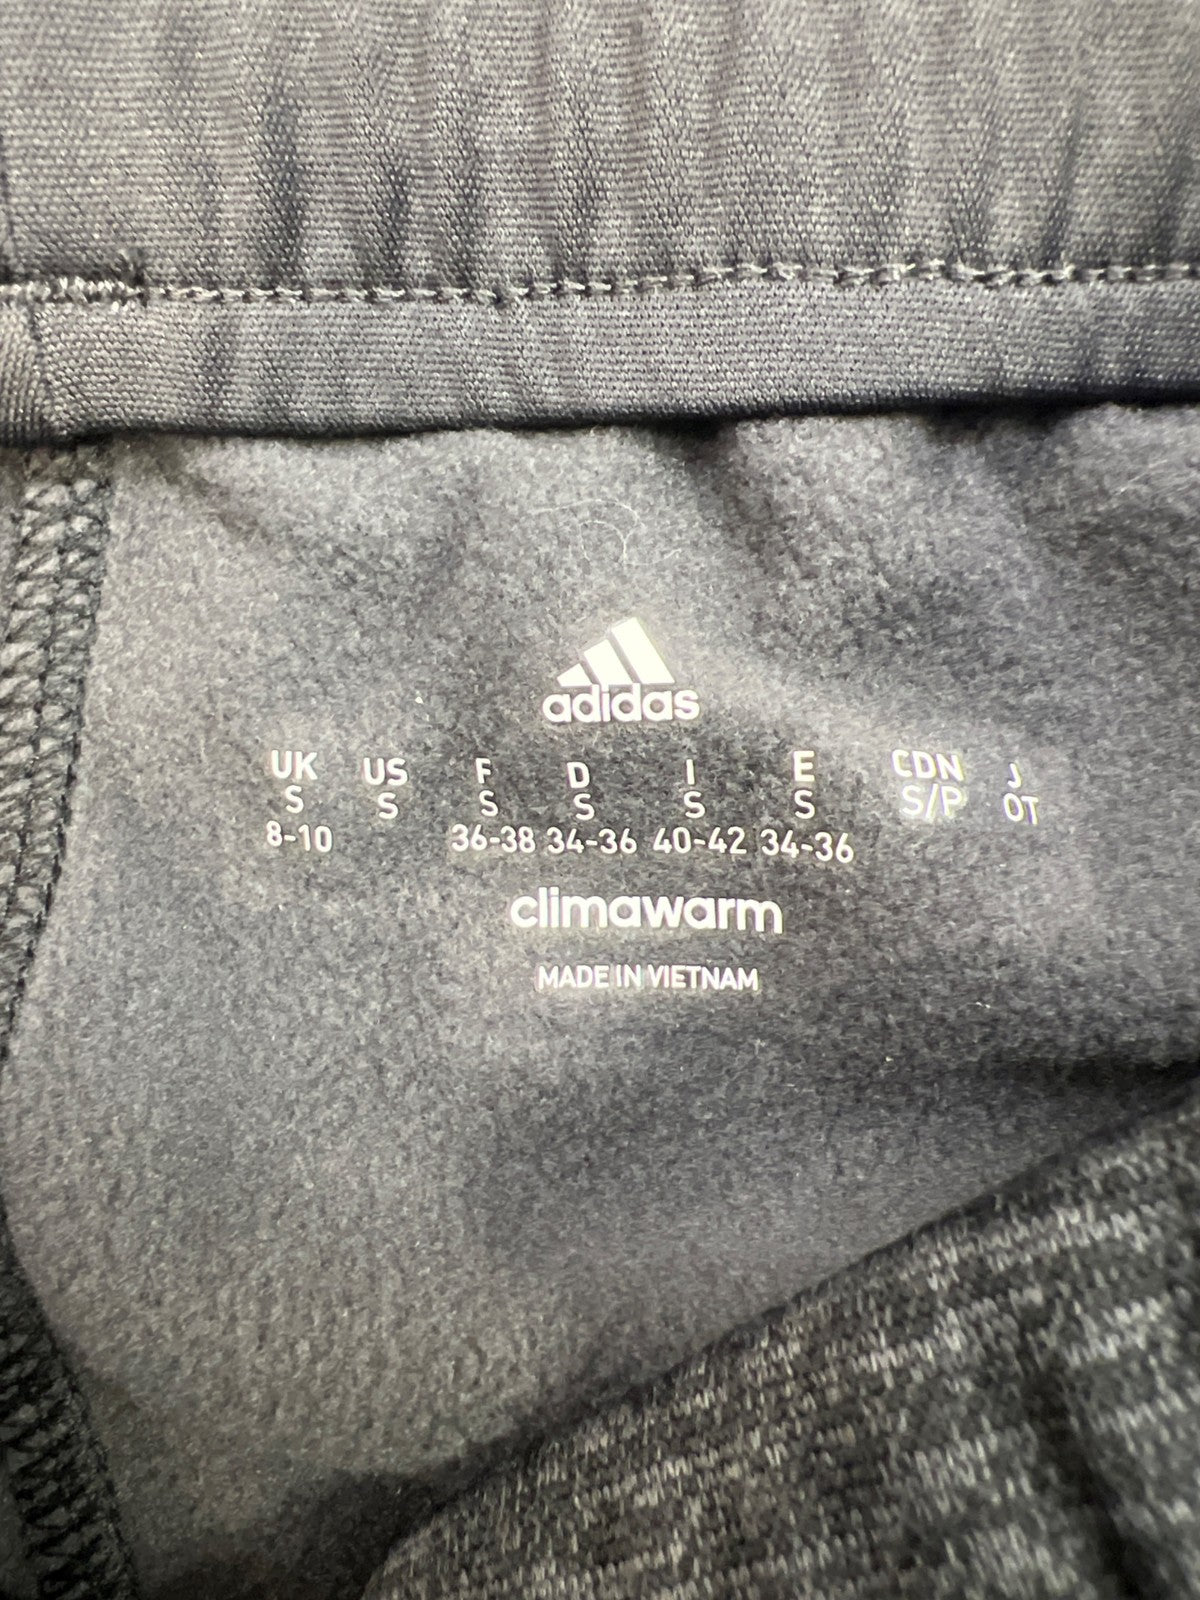 adidas
UK US F D I E CDN J
S S S S S S S/P OT
8-10 36-38 34-36 40-42 34-36
climawarm
MADE IN VIETNAM